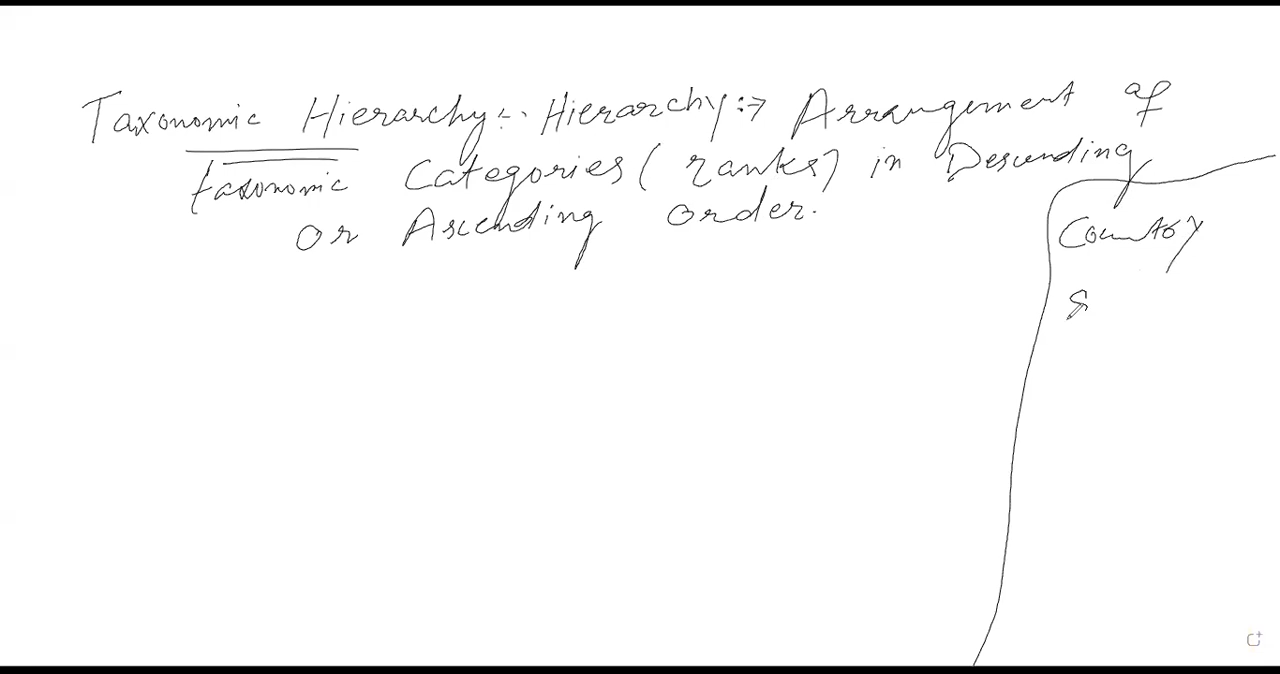 Taxonomic Hierarchy:- Hierarchy:→ Arrangement of
taxonomic Categories (ranks) in Descending
or Ascending order.
Country
S